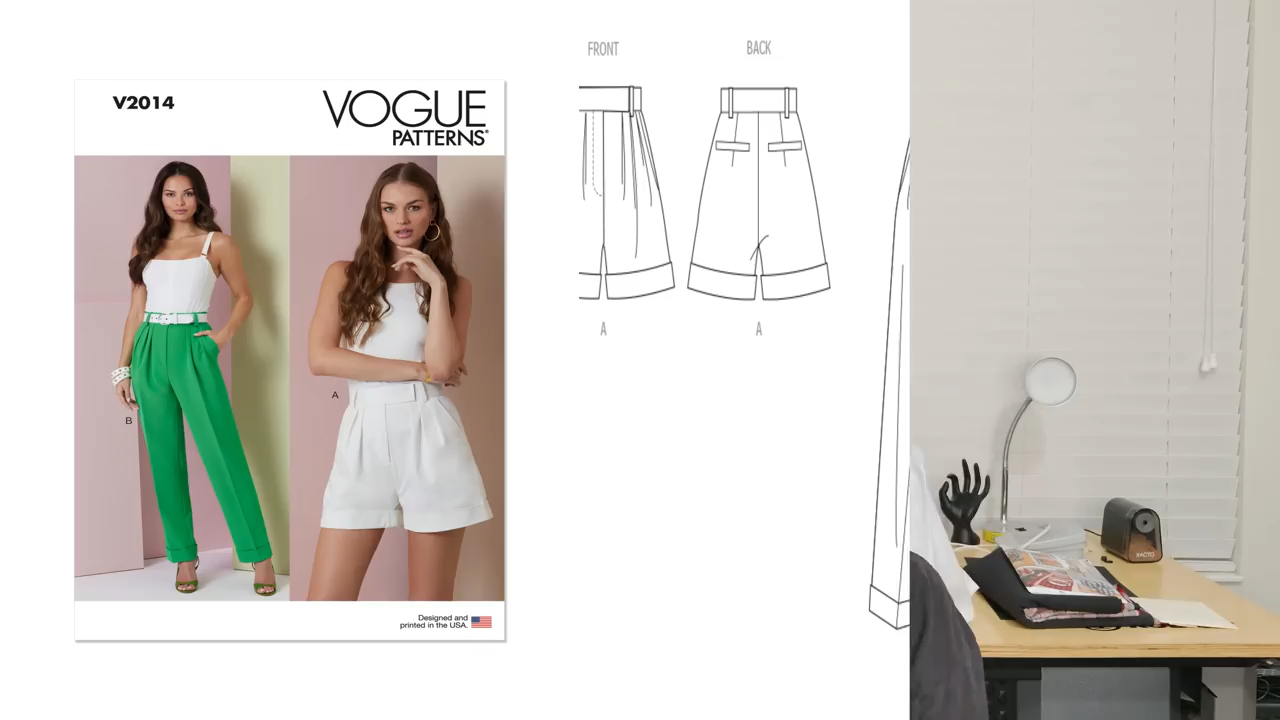 V2014
VOGUE
PATTERNS®
B
A
Designed and
printed in the USA.
FRONT
BACK
A
A
X-ACTO